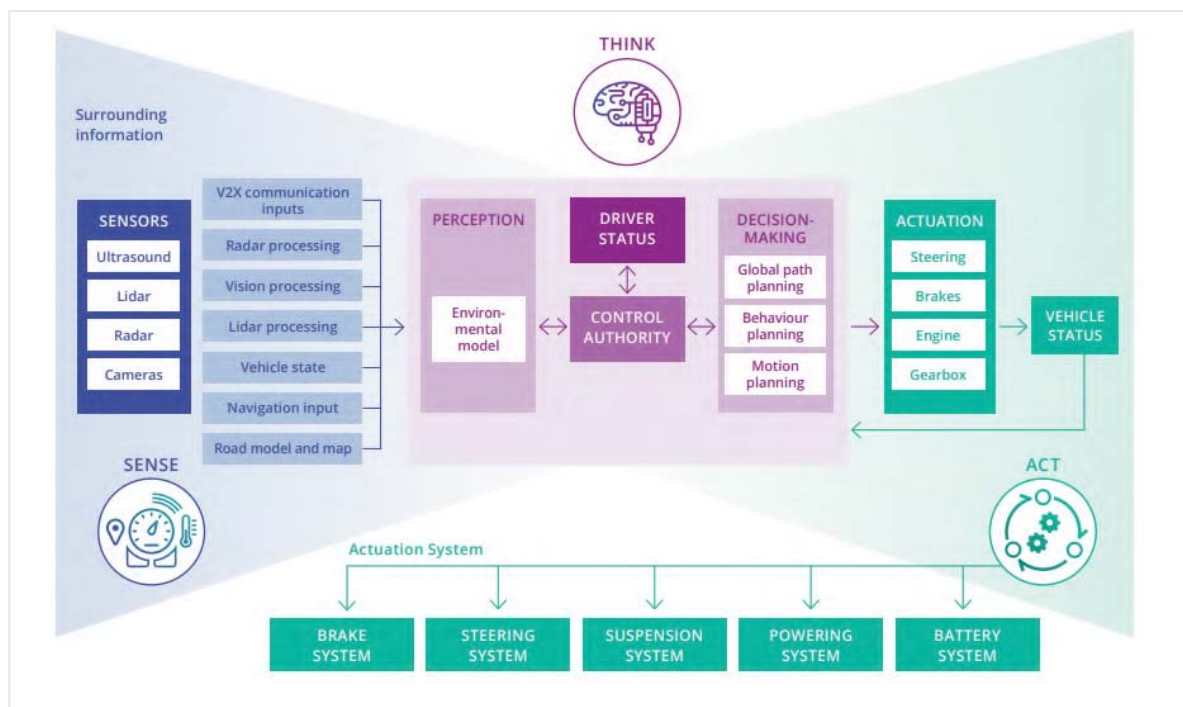 THINK
Surrounding
information
SENSORS
Ultrasound
Lidar
Radar
Cameras
V2X communication
inputs
Radar processing
Vision processing
Lidar processing
Vehicle state
Navigation input
Road model and map
SENSE
PERCEPTION
Environ-
mental
model
DRIVER
STATUS
CONTROL
AUTHORITY
DECISION-
MAKING
Global path
planning
Behaviour
planning
Motion
planning
ACTUATION
Steering
Brakes
Engine
Gearbox
VEHICLE
STATUS
ACT
Actuation System
BRAKE
SYSTEM
STEERING
SYSTEM
SUSPENSION
SYSTEM
POWERING
SYSTEM
BATTERY
SYSTEM